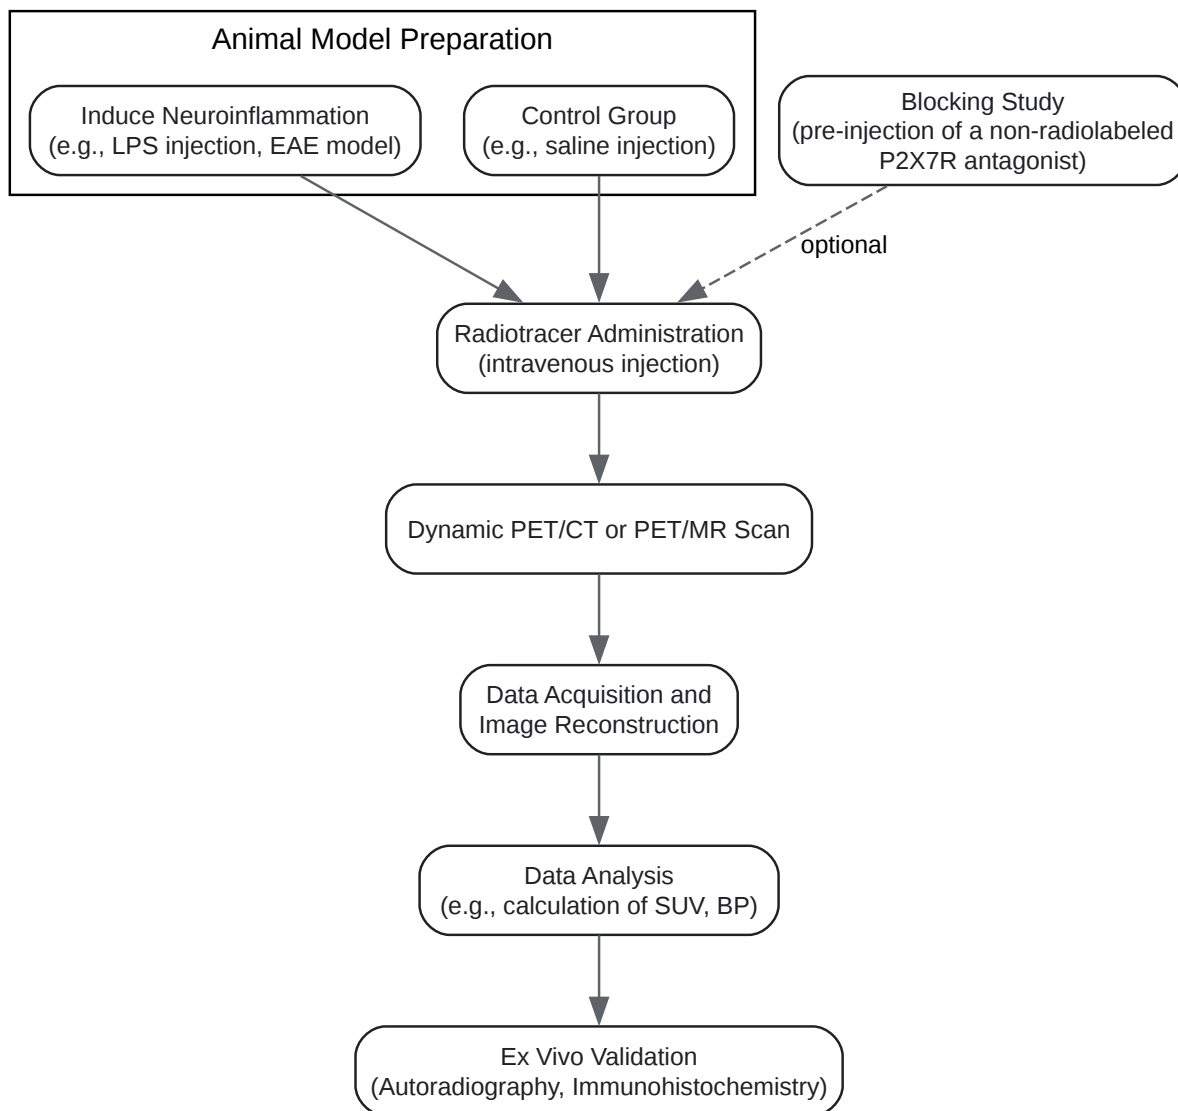 Animal Model Preparation
Induce Neuroinflammation
(e.g., LPS injection, EAE model)
Control Group
(e.g., saline injection)
Blocking Study
(pre-injection of a non-radiolabeled
P2X7R antagonist)
optional
Radiotracer Administration
(intravenous injection)
Dynamic PET/CT or PET/MR Scan
Data Acquisition and
Image Reconstruction
Data Analysis
(e.g., calculation of SUV, BP)
Ex Vivo Validation
(Autoradiography, Immunohistochemistry)